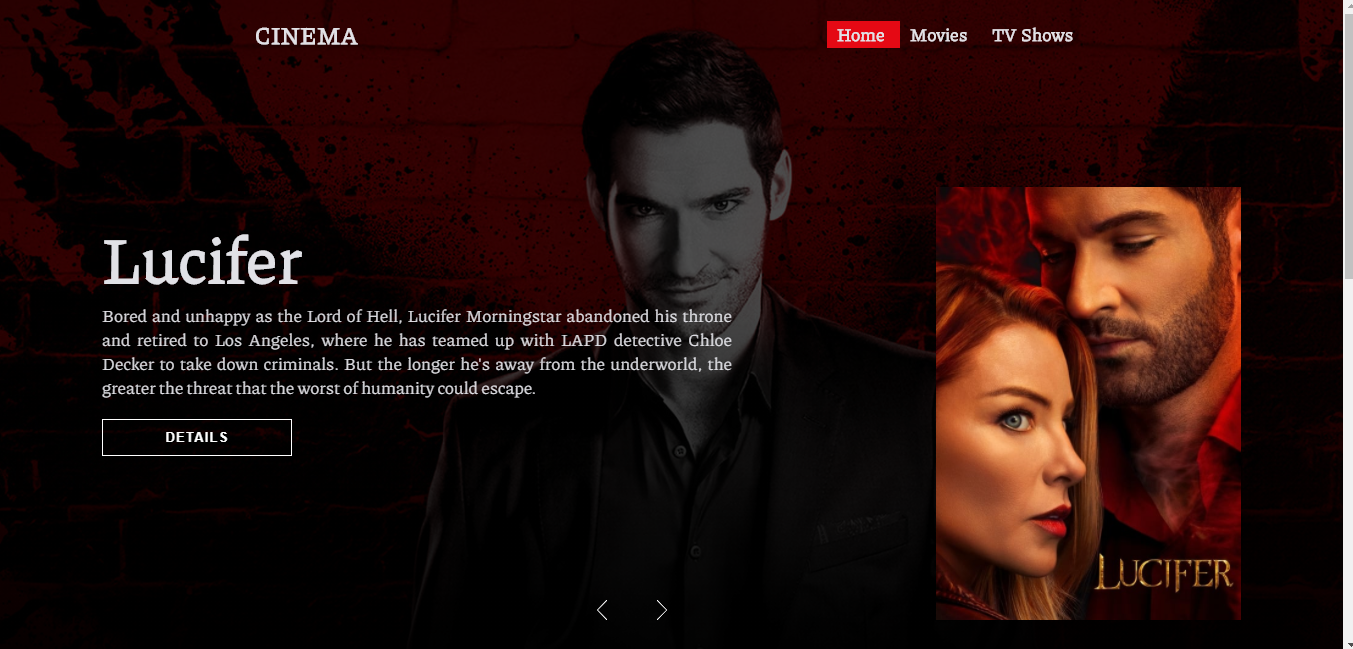 CINEMA
Home Movies TV Shows
Lucifer
Bored and unhappy as the Lord of Hell, Lucifer Morningstar abandoned his throne
and retired to Los Angeles, where he has teamed up with LAPD detective Chloe
Decker to take down criminals. But the longer he's away from the underworld, the
greater the threat that the worst of humanity could escape.
DETAILS
LUCIFER